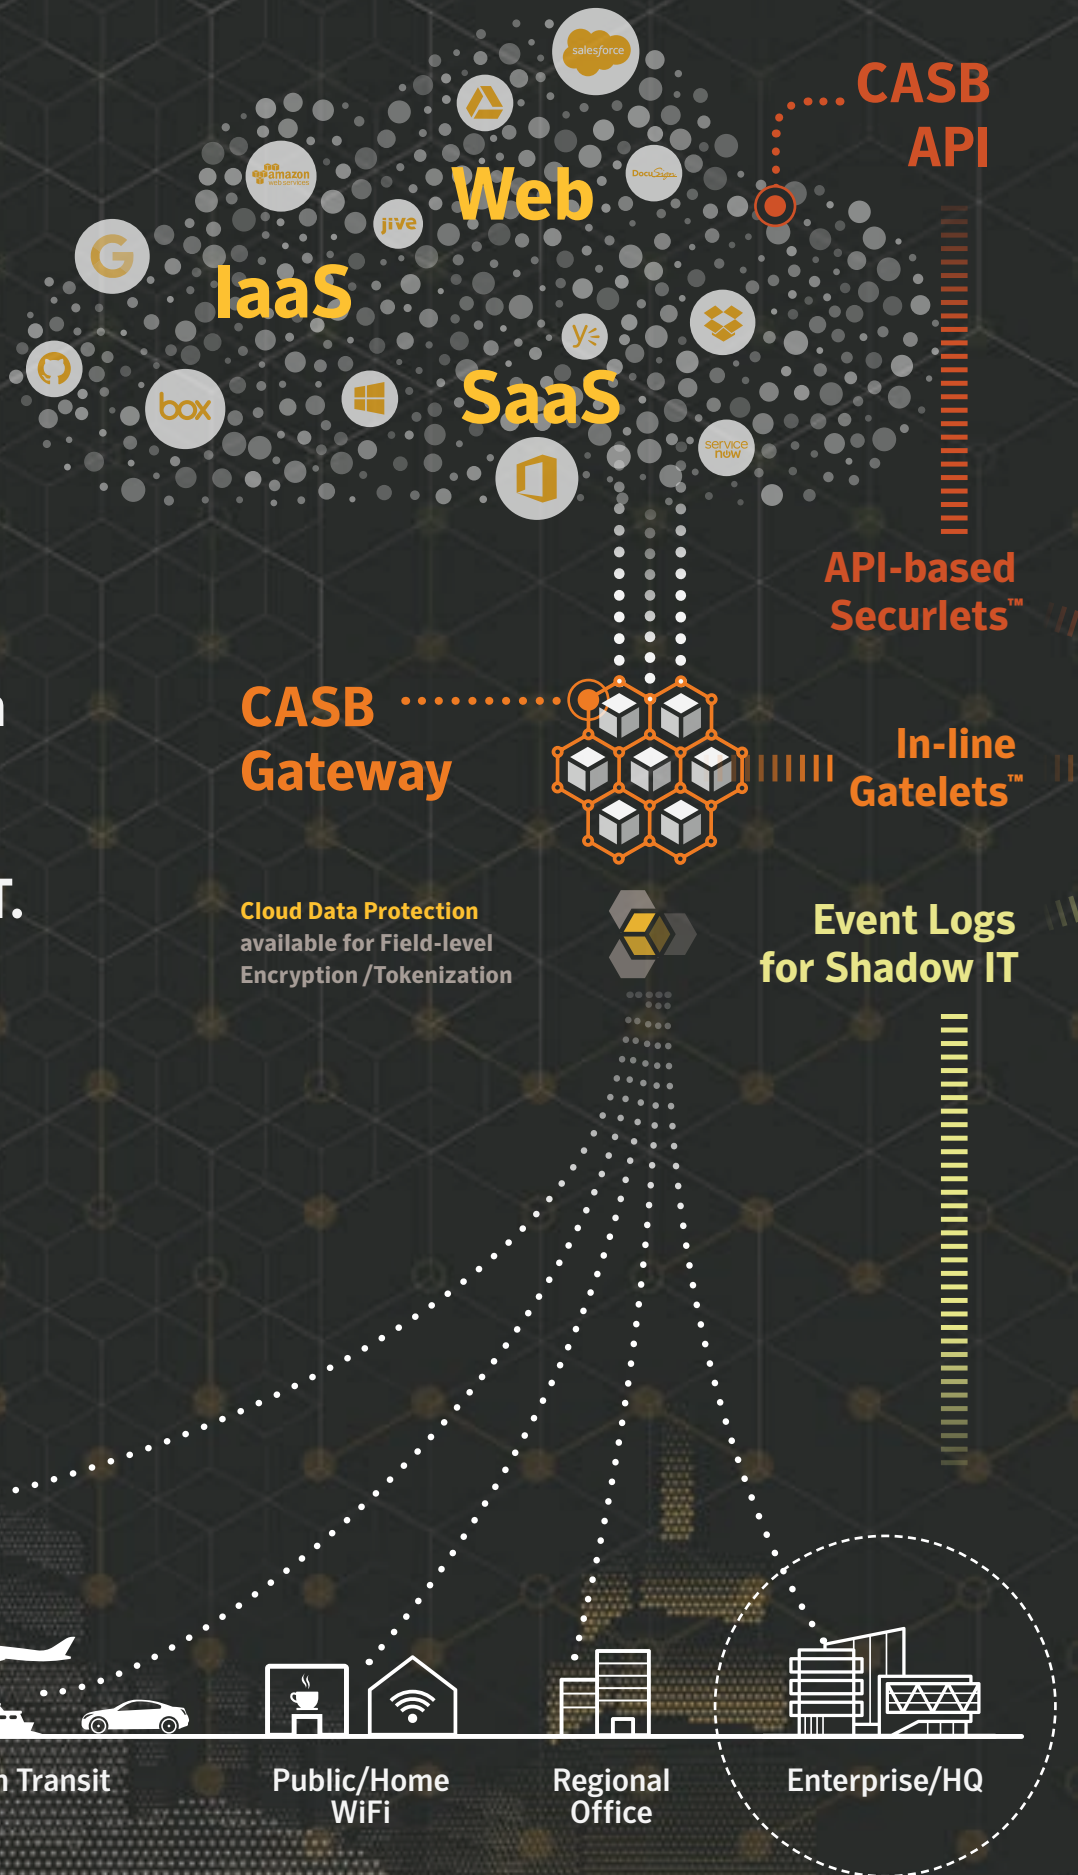 salesforce
CASB
API
amazon
web services
DocuSign
Web
jive
G
IaaS
y
SaaS
box
service
now
API-based
Securlets™
CASB
Gateway
In-line
Gatelets™
T.
Cloud Data Protection
available for Field-level
Encryption/Tokenization
Event Logs
for Shadow IT
n Transit
Public/Home
WiFi
Regional
Office
Enterprise/HQ